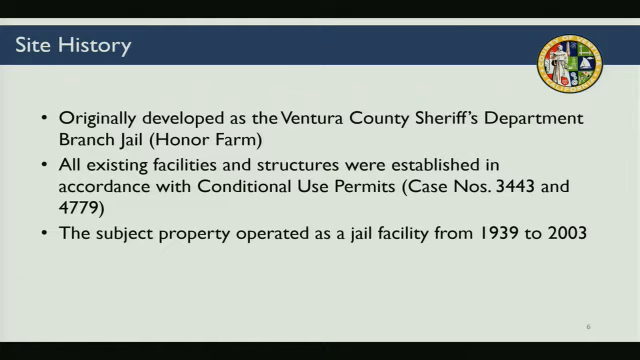 Site History
• Originally developed as the Ventura County Sheriff's Department
Branch Jail (Honor Farm)
• All existing facilities and structures were established in
accordance with Conditional Use Permits (Case Nos. 3443 and
4779)
• The subject property operated as a jail facility from 1939 to 2003
6